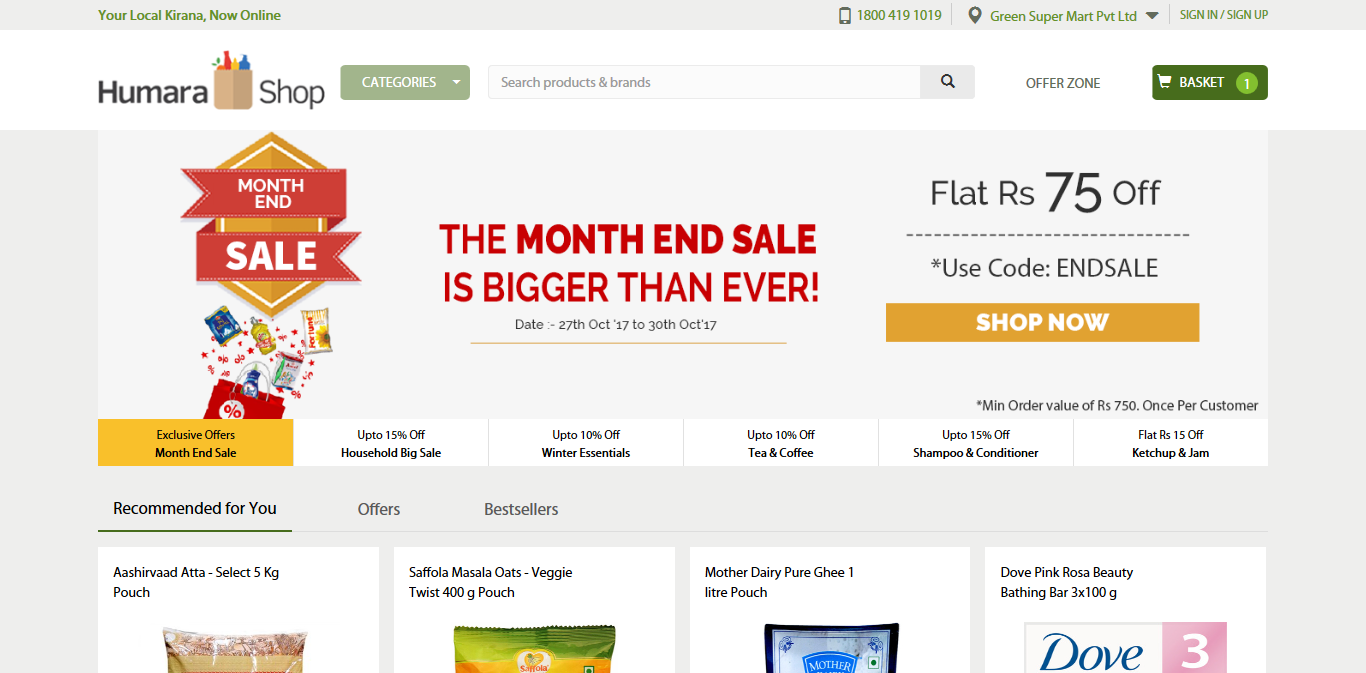 Your Local Kirana, Now Online
1800 419 1019
Green Super Mart Pvt Ltd
SIGN IN / SIGN UP
Humara Shop
CATEGORIES
Search products & brands
OFFER ZONE
BASKET 1
MONTH
END
SALE
THE MONTH END SALE
IS BIGGER THAN EVER!
Date :- 27th Oct '17 to 30th Oct'17
Flat Rs 75 Off
*Use Code: ENDSALE
SHOP NOW
*Min Order value of Rs 750. Once Per Customer
Fortune
%
Exclusive Offers
Month End Sale
Upto 15% Off
Household Big Sale
Upto 10% Off
Winter Essentials
Upto 10% Off
Tea & Coffee
Upto 15% Off
Shampoo & Conditioner
Flat Rs 15 Off
Ketchup & Jam
Recommended for You
Offers
Bestsellers
Aashirvaad Atta - Select 5 Kg
Pouch
Saffola Masala Oats - Veggie
Twist 400 g Pouch
Saffola
Mother Dairy Pure Ghee 1
litre Pouch
MOTHER
Dove Pink Rosa Beauty
Bathing Bar 3x100 g
Dove 3